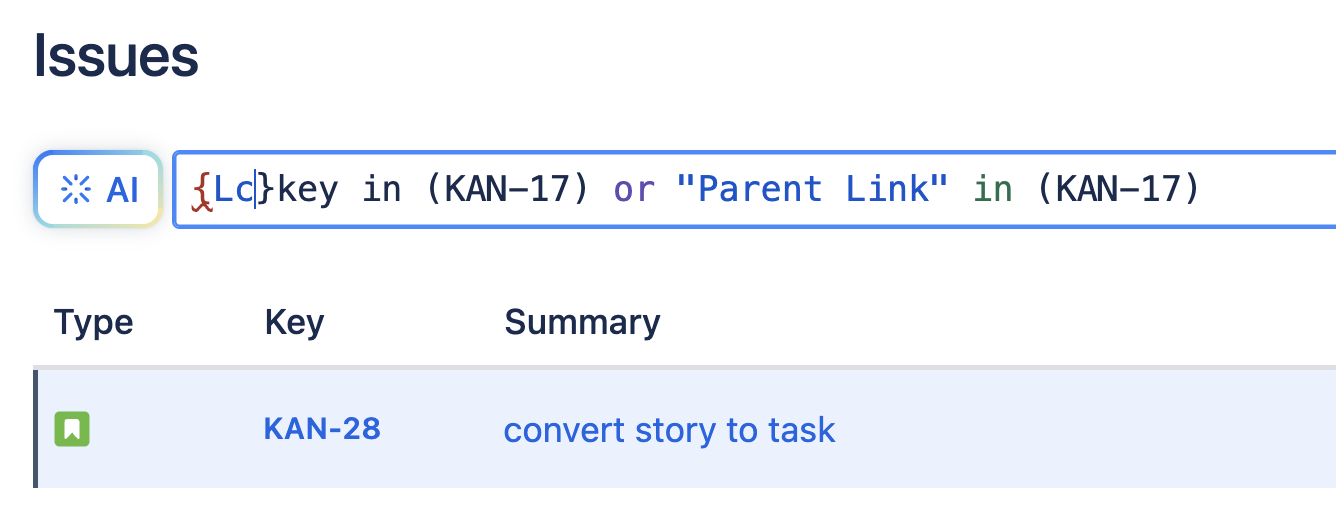 Issues
AI {Lc}key in (KAN-17) or "Parent Link" in (KAN-17)
Type Key Summary
KAN-28 convert story to task